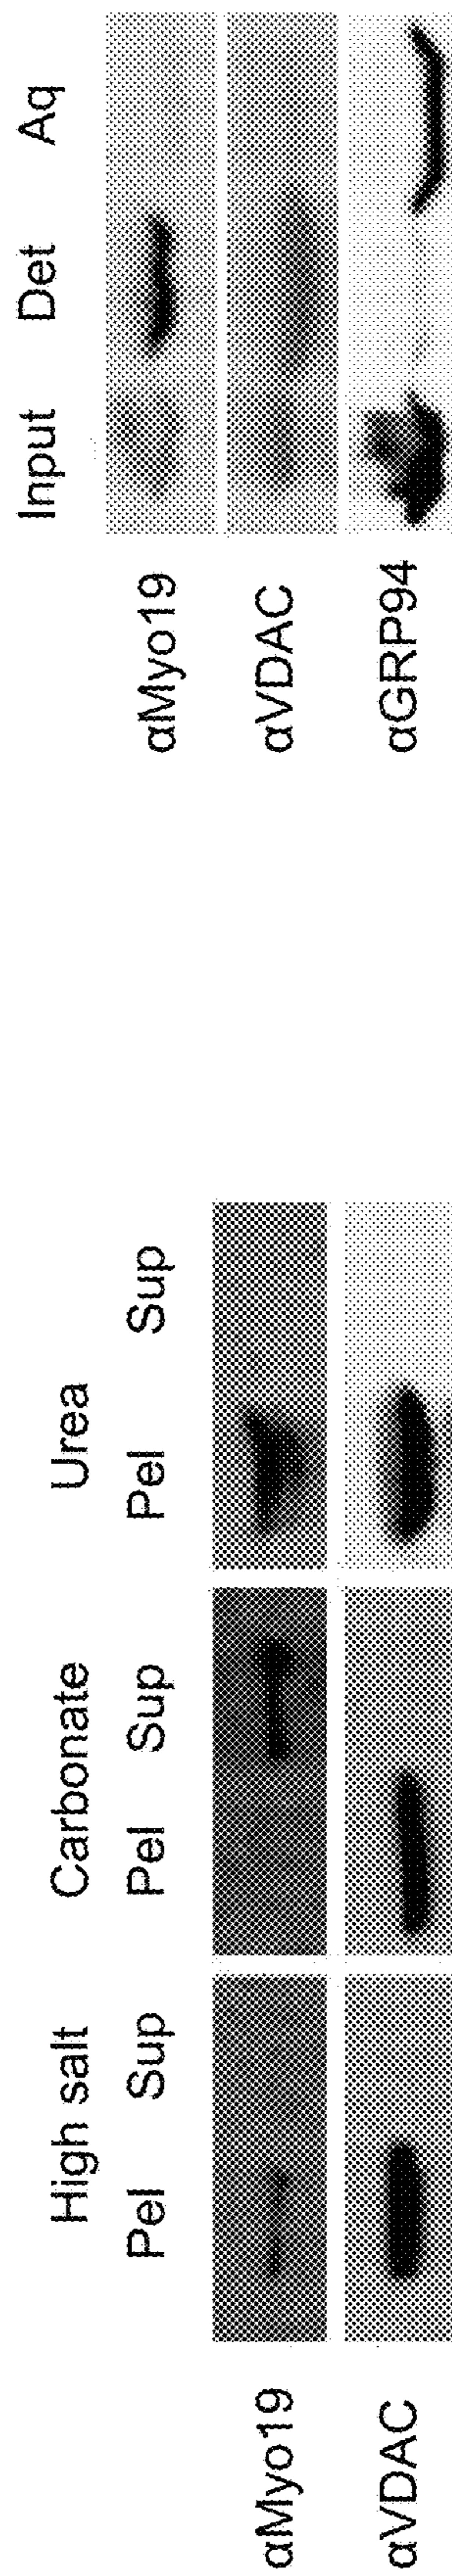 High salt Carbonate Urea
Pel Sup Pel Sup Pel Sup
αMyo19
αVDAC
Input Det Aq
αMyo19
αVDAC
αGRP94